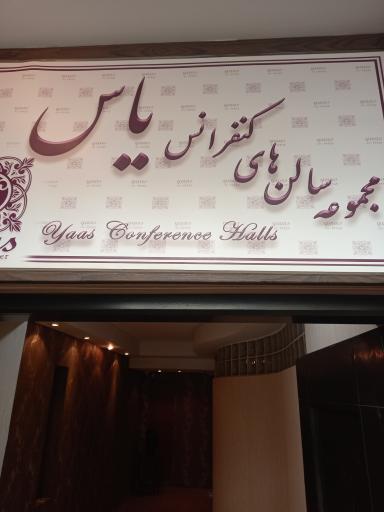 مجموعه سالن های کنفرانس یاس
Yaas Conference Halls